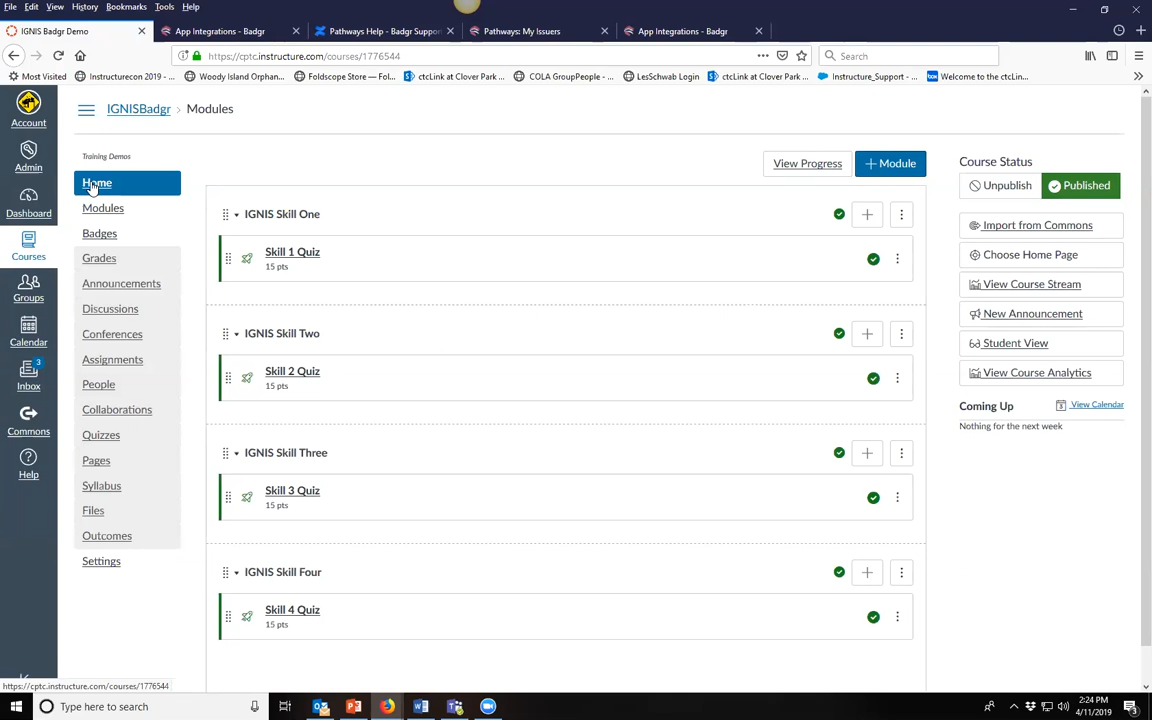 File Edit View History Bookmarks Tools Help
IGNIS Badgr Demo
App Integrations - Badgr
Pathways Help - Badgr Support
Pathways: My Issuers
App Integrations - Badgr
https://cptc.instructure.com/courses/1776544
Search
Most Visited
Instructurecon 2019 - ...
Woody Island Orphan...
Foldscope Store — Fol...
ctcLink at Clover Park ...
COLA GroupPeople - ...
LesSchwab Login
ctcLink at Clover Park ...
Instructure_Support - ...
Welcome to the ctcLin...
Account
Admin
Dashboard
Courses
Groups
Calendar
3
Inbox
Commons
Help
IGNISBadgr › Modules
Training Demos
Home
Modules
Badges
Grades
Announcements
Discussions
Conferences
Assignments
People
Collaborations
Quizzes
Pages
Syllabus
Files
Outcomes
Settings
View Progress
+ Module
IGNIS Skill One
Skill 1 Quiz
15 pts
IGNIS Skill Two
Skill 2 Quiz
15 pts
IGNIS Skill Three
Skill 3 Quiz
15 pts
IGNIS Skill Four
Skill 4 Quiz
15 pts
Course Status
Unpublish
Published
Import from Commons
Choose Home Page
View Course Stream
New Announcement
Student View
View Course Analytics
Coming Up
View Calendar
Nothing for the next week
https://cptc.instructure.com/courses/1776544
Type here to search
2:24 PM
4/11/2019
3